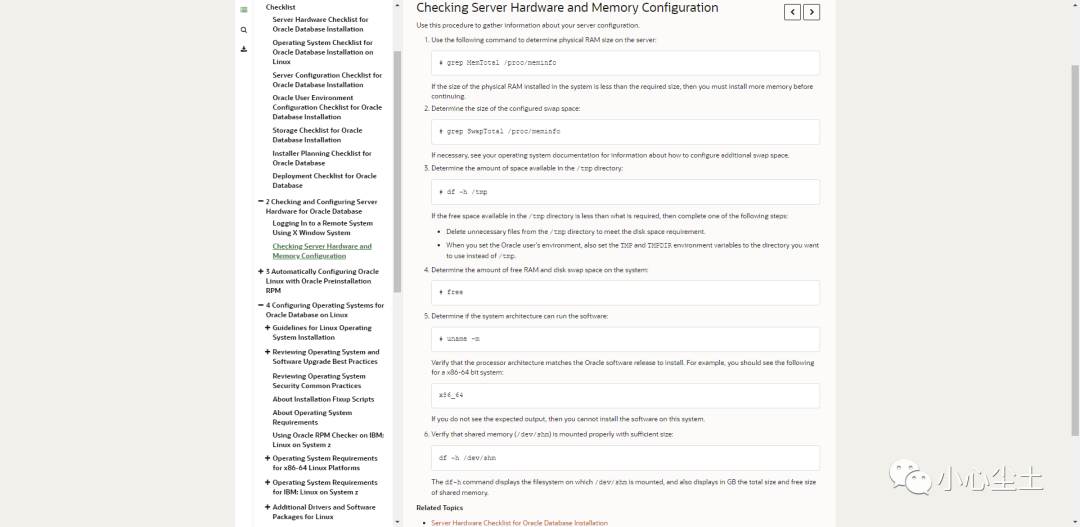 Checklist
Server Hardware Checklist for
Oracle Database Installation
Operating System Checklist for
Oracle Database Installation on
Linux
Server Configuration Checklist for
Oracle Database Installation
Oracle User Environment
Configuration Checklist for Oracle
Database Installation
Storage Checklist for Oracle
Database Installation
Installer Planning Checklist for
Oracle Database
Deployment Checklist for Oracle
Database
2 Checking and Configuring Server
Hardware for Oracle Database
Logging In to a Remote System
Using X Window System
Checking Server Hardware and
Memory Configuration
3 Automatically Configuring Oracle
Linux with Oracle Preinstallation
RPM
4 Configuring Operating Systems for
Oracle Database on Linux
Guidelines for Linux Operating
System Installation
Reviewing Operating System and
Software Upgrade Best Practices
Reviewing Operating System
Security Common Practices
About Installation Fixup Scripts
About Operating System
Requirements
Using Oracle RPM Checker on IBM:
Linux on System z
Operating System Requirements
for x86-64 Linux Platforms
Operating System Requirements
for IBM: Linux on System z
Additional Drivers and Software
Packages for Linux
Checking Server Hardware and Memory Configuration
Use this procedure to gather information about your server configuration.
1. Use the following command to determine physical RAM size on the server:
# grep MemTotal /proc/meminfo
If the size of the physical RAM installed in the system is less than the required size, then you must install more memory before
continuing.
2. Determine the size of the configured swap space:
# grep SwapTotal /proc/meminfo
If necessary, see your operating system documentation for information about how to configure additional swap space.
3. Determine the amount of space available in the /tmp directory:
# df -h /tmp
If the free space available in the /tmp directory is less than what is required, then complete one of the following steps:
• Delete unnecessary files from the /tmp directory to meet the disk space requirement.
• When you set the Oracle user's environment, also set the TMP and TMPDIR environment variables to the directory you want
to use instead of /tmp.
4. Determine the amount of free RAM and disk swap space on the system:
# free
5. Determine if the system architecture can run the software:
# uname -m
Verify that the processor architecture matches the Oracle software release to install. For example, you should see the following
for a x86-64 bit system:
x86_64
If you do not see the expected output, then you cannot install the software on this system.
6. Verify that shared memory (/dev/shm) is mounted properly with sufficient size:
df -h /dev/shm
The df-h command displays the filesystem on which /dev/shm is mounted, and also displays in GB the total size and free size
of shared memory.
Related Topics
• Server Hardware Checklist for Oracle Database Installation
小心尘土